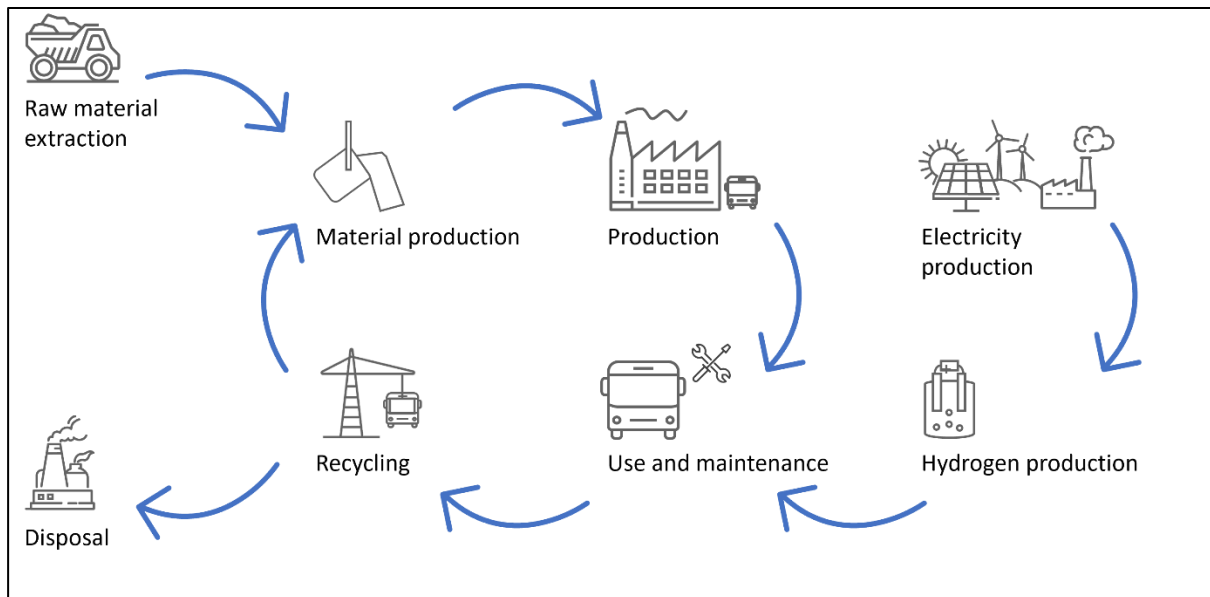 Raw material
extraction
Material production
Production
Electricity
production
Recycling
Use and maintenance
Hydrogen production
Disposal